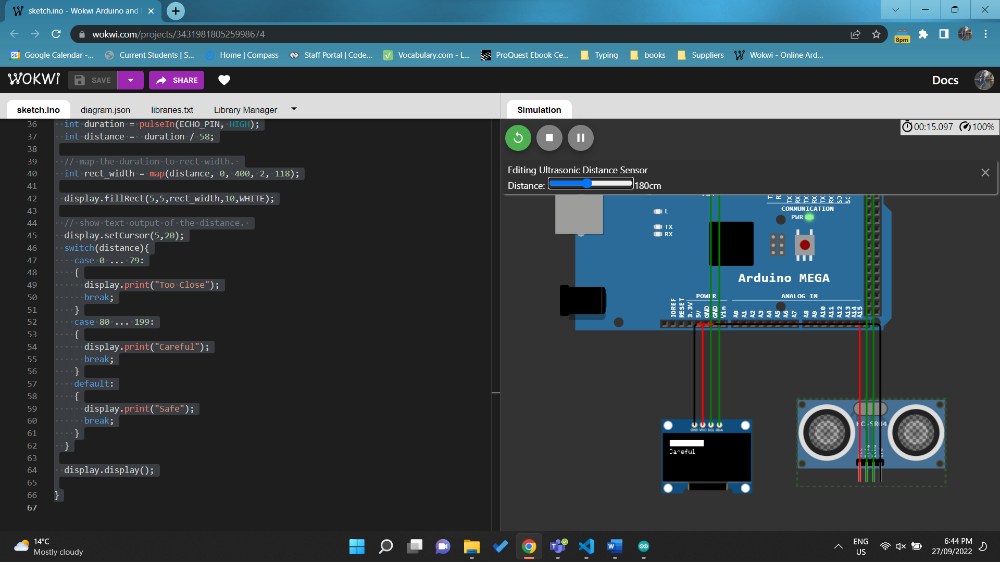 sketch.ino - Wokwi Arduino and
wokwi.com/projects/343198180525998674
8pm
26 Google Calendar -...
Current Students | S...
Home | Compass
Staff Portal | Code...
Vocabulary.com - L...
ProQuest Ebook Ce...
Typing
books
Suppliers
Wokwi - Online Ard...
WOKWI
SAVE
SHARE
Docs
sketch.ino
diagram.json
libraries.txt
Library Manager
Simulation
36 int duration = pulseIn(ECHO_PIN, HIGH);
37 int distance =  duration / 58;
38
39 // map the duration to rect width.
40 int rect_width = map(distance, 0, 400, 2, 118);
41
42 display.fillRect(5,5,rect_width,10,WHITE);
43
44 // show text output of the distance.
45 display.setCursor(5,20);
46 switch(distance){
47 case 0 ... 79:
48 {
49 display.print("Too Close");
50 break;
51 }
52 case 80 ... 199:
53 {
54 display.print("Careful");
55 break;
56 }
57 default:
58 {
59 display.print("Safe");
60 break;
61 }
62 }
63
64 display.display();
65
66 }
67
00:15.097 100%
Editing Ultrasonic Distance Sensor
Distance: 180cm
COMMUNICATION
PWR
L
TX
RX
Arduino MEGA
POWER
ANALOG IN
IOREF
RESET
3.3V
5V
GND
GND
Vin
A0
A1
A2
A3
A4
A5
A6
A7
A8
A9
A10
A11
A12
A13
A14
A15
GND VCC SCL SDA
Careful
HC-SR04
14°C
Mostly cloudy
ENG
US
6:44 PM
27/09/2022